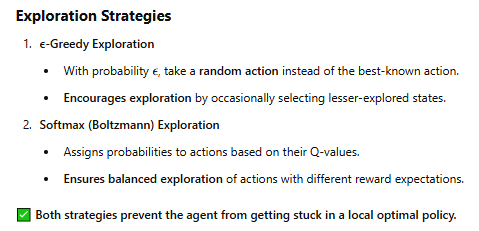 Exploration Strategies
1. ϵ-Greedy Exploration
• With probability ϵ, take a random action instead of the best-known action.
• Encourages exploration by occasionally selecting lesser-explored states.
2. Softmax (Boltzmann) Exploration
• Assigns probabilities to actions based on their Q-values.
• Ensures balanced exploration of actions with different reward expectations.
✅ Both strategies prevent the agent from getting stuck in a local optimal policy.